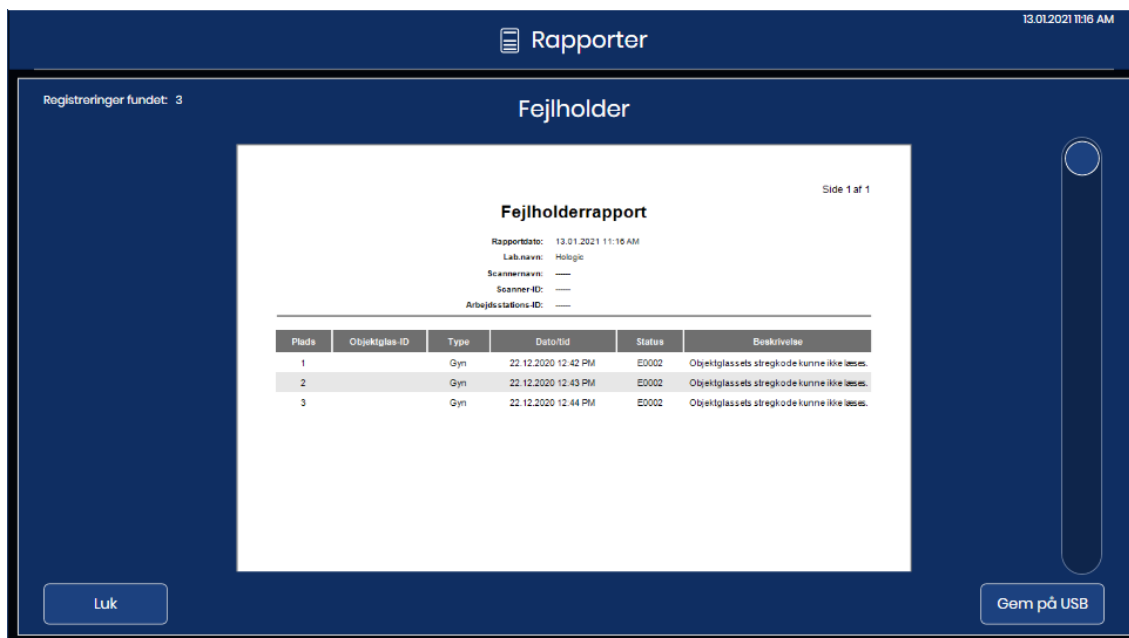 13.01.2021 11:16 AM
Rapporter
Registreringer fundet: 3
Fejlholder
Side 1 af 1
Fejlholderrapport
Rapportdato: 13.01.2021 11:16 AM
Lab.navn: Hologic
Scannernavn: -----
Scanner-ID: -----
Arbejdsstations-ID: -----
Plads Objektglas-ID Type Dato/tid Status Beskrivelse
1 Gyn 22.12.2020 12:42 PM E0002 Objektglassets stregkode kunne ikke læses.
2 Gyn 22.12.2020 12:43 PM E0002 Objektglassets stregkode kunne ikke læses.
3 Gyn 22.12.2020 12:44 PM E0002 Objektglassets stregkode kunne ikke læses.
Luk
Gem på USB